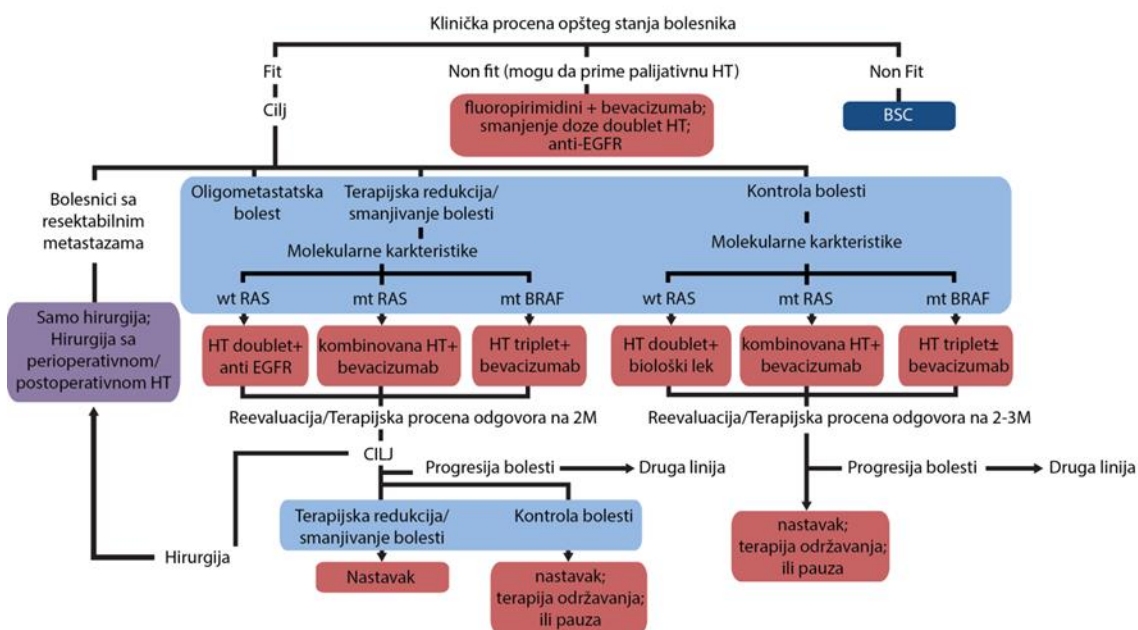 Klinička procena opšteg stanja bolesnika
Fit
Non fit (mogu da prime palijativnu HT)
Non Fit
Cilj
fluoropirimidini + bevacizumab;
smanjenje doze doublet HT;
anti-EGFR
BSC
Bolesnici sa
resektabilnim
metastazama
Oligometastatska
bolest
Terapijska redukcija/
smanjivanje bolesti
Kontrola bolesti
Molekularne karkteristike
Molekularne karkteristike
wt RAS
mt RAS
mt BRAF
wt RAS
mt RAS
mt BRAF
Samo hirurgija;
Hirurgija sa
perioperativnom/
postoperativnom HT
HT doublet+
anti EGFR
kombinovana HT+
bevacizumab
HT triplet+
bevacizumab
HT doublet+
biološki lek
kombinovana HT+
bevacizumab
HT triplet±
bevacizumab
Reevaluacija/Terapijska procena odgovora na 2M
Reevaluacija/Terapijska procena odgovora na 2-3M
CILJ
Progresija bolesti
Druga linija
Progresija bolesti
Druga linija
Terapijska redukcija/
smanjivanje bolesti
Kontrola bolesti
nastavak;
terapija održavanja;
ili pauza
Hirurgija
Nastavak
nastavak;
terapija održavanja;
ili pauza